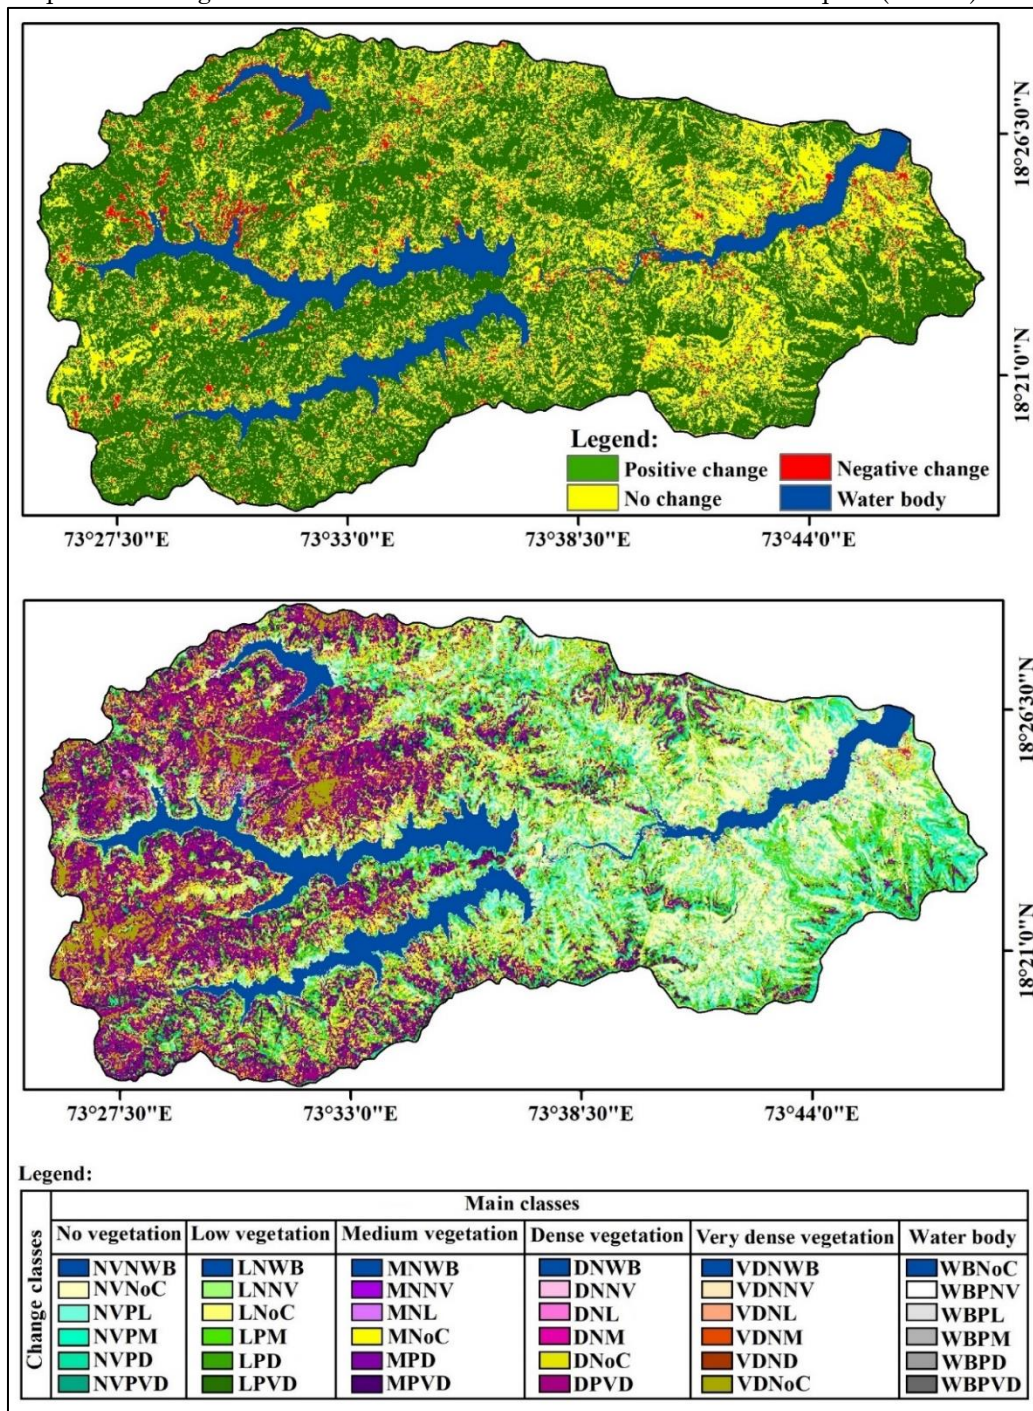 18°26'30"N
18°21'0"N
Legend:
Positive change Negative change
No change Water body
73°27'30"E 73°33'0"E 73°38'30"E 73°44'0"E
18°26'30"N
18°21'0"N
73°27'30"E 73°33'0"E 73°38'30"E 73°44'0"E
Legend:
Change classes
Main classes
No vegetation Low vegetation Medium vegetation Dense vegetation Very dense vegetation Water body
NVNWB LNWB MNWB DNWB VDNWB WBNoC
NVNoC LNNV MNNV DNNV VDNNV WBPNV
NVPL LNoC MNL DNL VDNL WBPL
NVPM LPM MNoC DNM VDNM WBPM
NVPD LPD MPD DNoC VDND WBPD
NVPVD LPVD MPVD DPVD VDNoC WBPVD